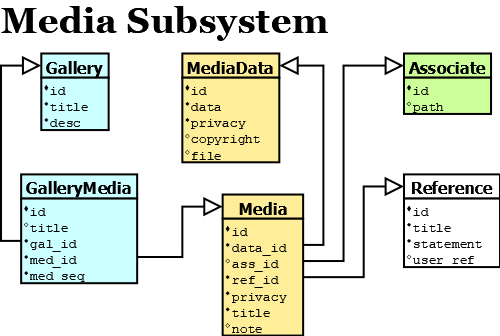 Media Subsystem
Gallery
id
title
desc
MediaData
id
data
privacy
copyright
file
Associate
id
path
GalleryMedia
id
title
gal_id
med_id
med_seq
Media
id
data_id
ass_id
ref_id
privacy
title
note
Reference
id
title
statement
user_ref